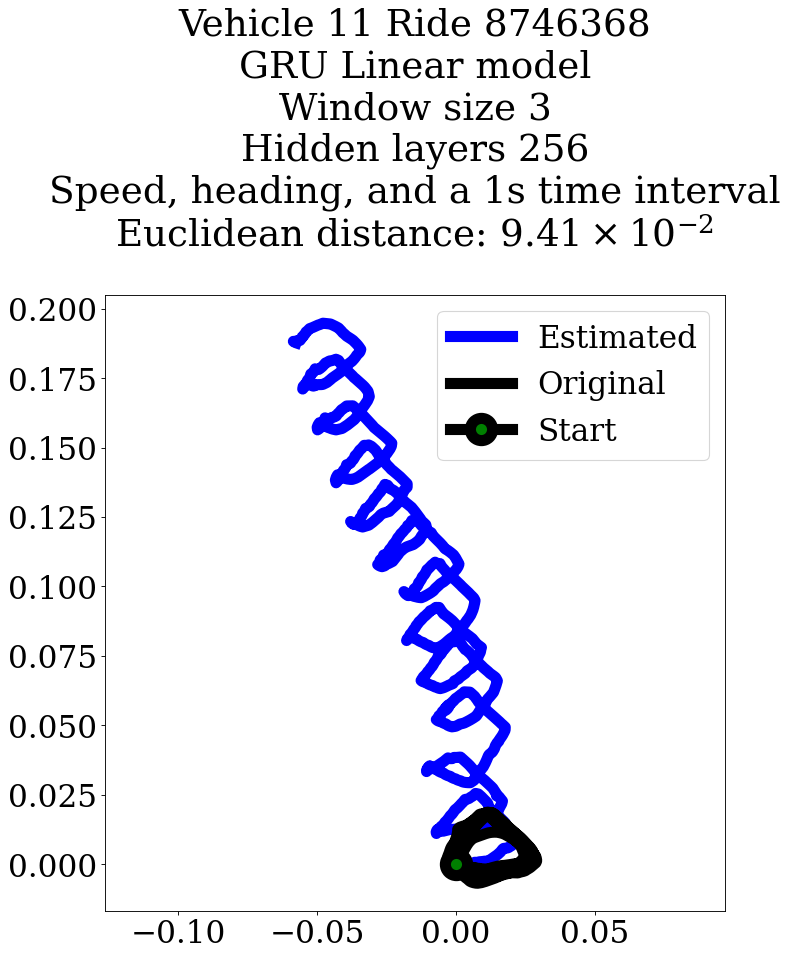 Vehicle 11 Ride 8746368
GRU Linear model
Window size 3
Hidden layers 256
Speed, heading, and a 1s time interval
Euclidean distance: 9.41 × 10⁻²
Estimated
Original
Start
0.200
0.175
0.150
0.125
0.100
0.075
0.050
0.025
0.000
−0.10
−0.05
0.00
0.05